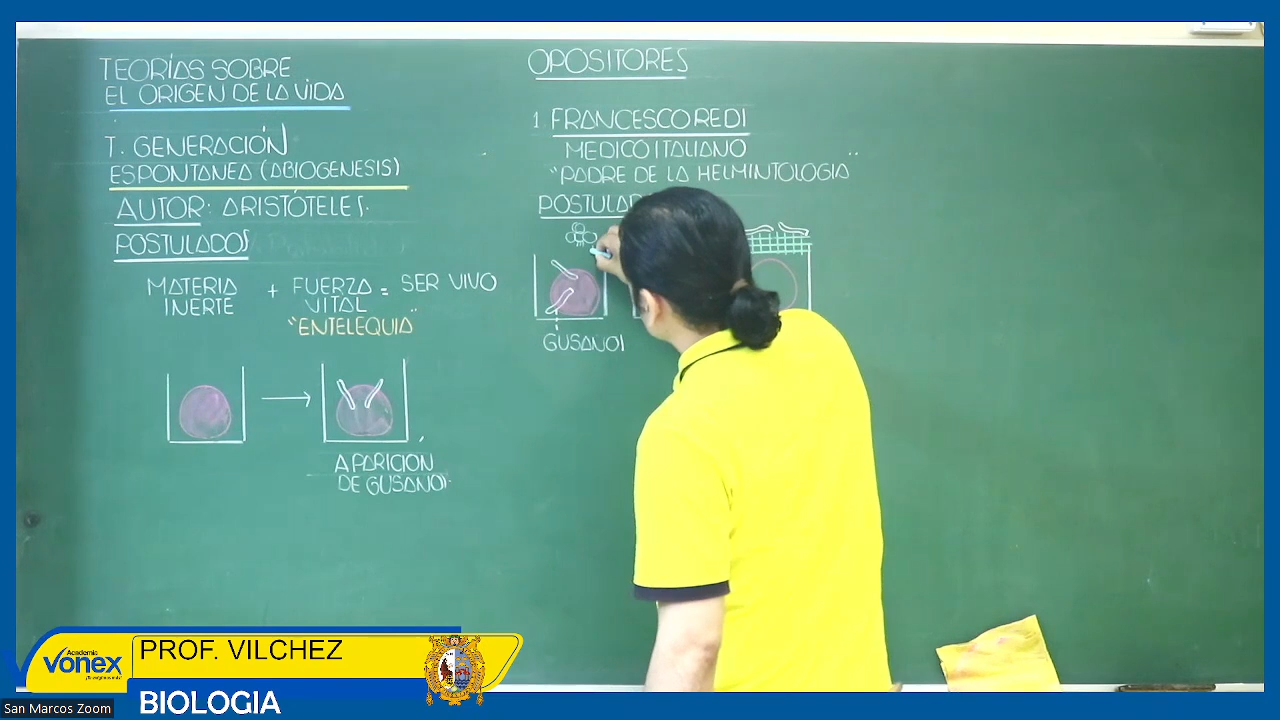 TEORÍAS SOBRE
EL ORIGEN DE LA VIDA
T. GENERACIÓN
ESPONTANEA (ABIOGENESIS)
AUTOR: ARISTÓTELES.
POSTULADOS
MATERIA + FUERZA = SER VIVO
INERTE VITAL
"ENTELEQUIA"
APARICION
DE GUSANOS.
OPOSITORES
1 FRANCESCO REDI
MEDICO ITALIANO
"PADRE DE LA HELMINTOLOGIA"
POSTULADO
GUSANOS
Academia
Vonex
PROF. VILCHEZ
BIOLOGIA
San Marcos Zoom